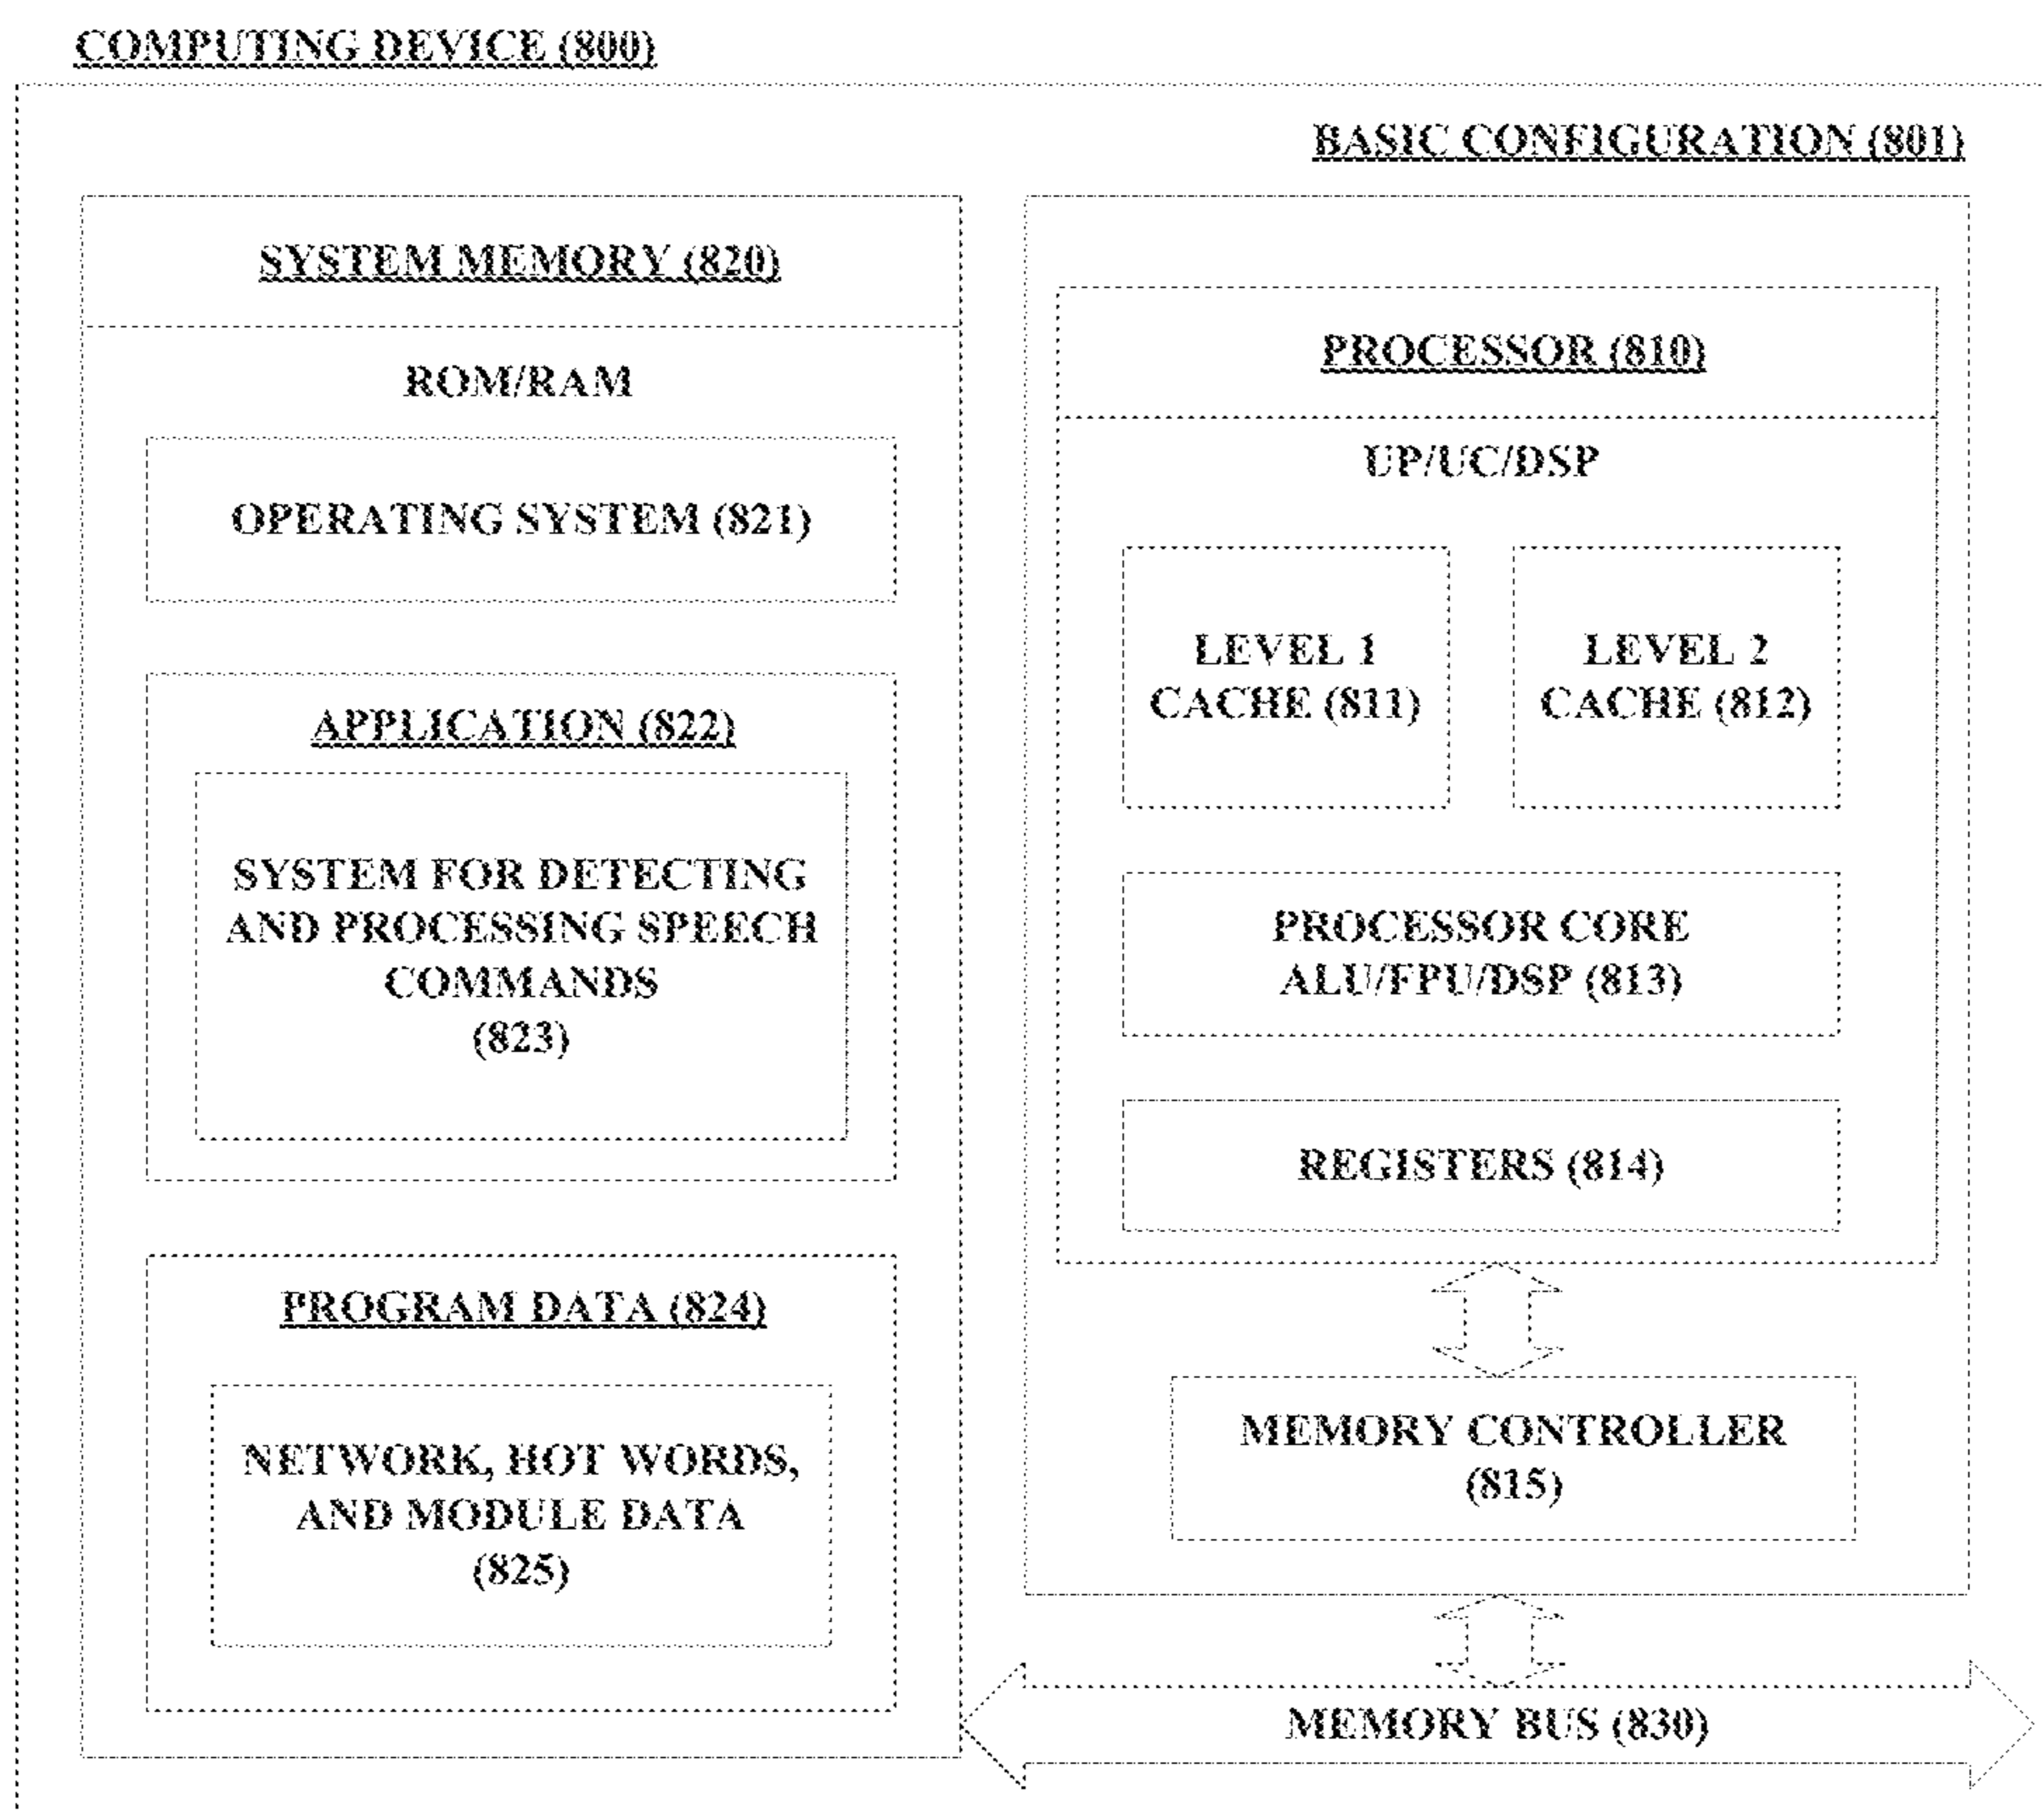 COMPUTING DEVICE (800)
BASIC CONFIGURATION (801)
SYSTEM MEMORY (820)
ROM/RAM
OPERATING SYSTEM (821)
APPLICATION (822)
SYSTEM FOR DETECTING
AND PROCESSING SPEECH
COMMANDS
(823)
PROGRAM DATA (824)
NETWORK, HOT WORDS,
AND MODULE DATA
(825)
PROCESSOR (810)
UP/UC/DSP
LEVEL 1
CACHE (811)
LEVEL 2
CACHE (812)
PROCESSOR CORE
ALU/FPU/DSP (813)
REGISTERS (814)
MEMORY CONTROLLER
(815)
MEMORY BUS (830)